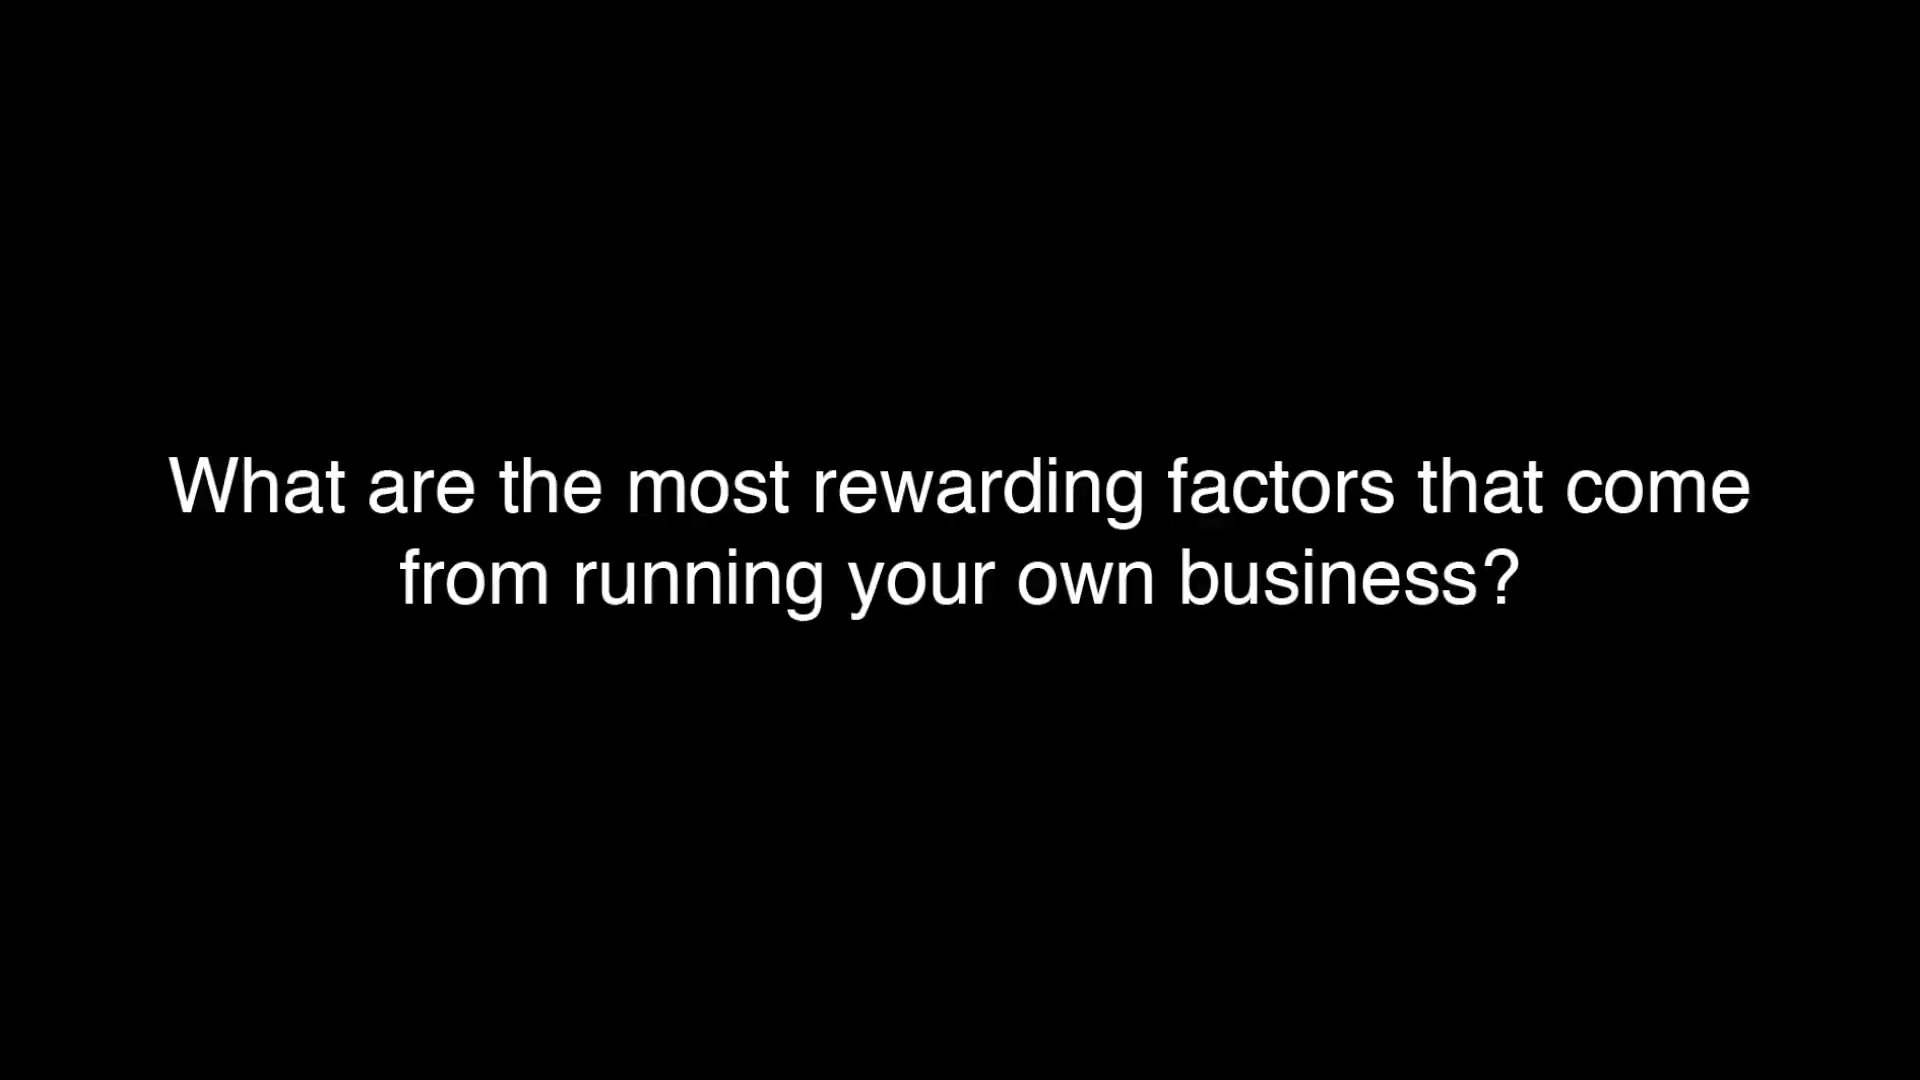 What are the most rewarding factors that come
from running your own business?